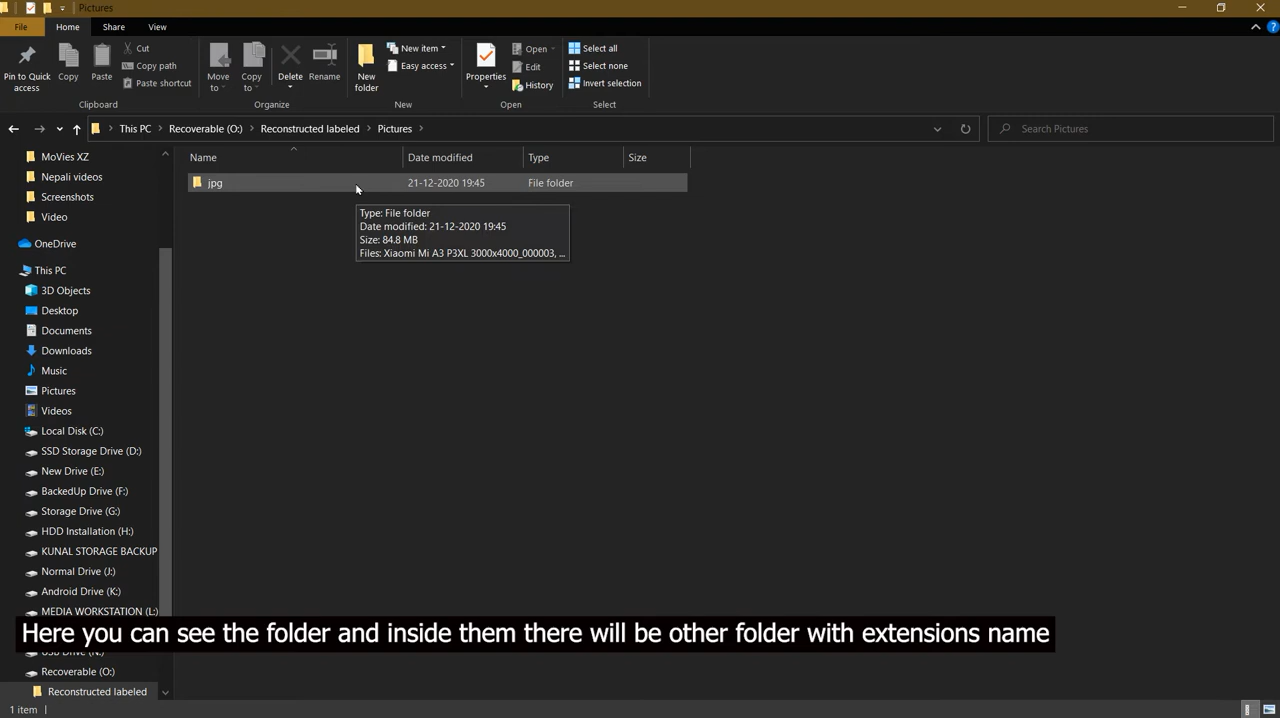 Pictures
File
Home
Share
View
Pin to Quick
access
Copy
Paste
Cut
Copy path
Paste shortcut
Clipboard
Move
to
Copy
to
Delete
Rename
Organize
New
folder
New item
Easy access
New
Properties
Open
Edit
History
Open
Select all
Select none
Invert selection
Select
This PC
Recoverable (O:)
Reconstructed labeled
Pictures
Search Pictures
Name
Date modified
Type
Size
jpg
21-12-2020 19:45
File folder
Type: File folder
Date modified: 21-12-2020 19:45
Size: 84.8 MB
Files: Xiaomi Mi A3 P3XL 3000x4000_000003, ...
MoVies XZ
Nepali videos
Screenshots
Video
OneDrive
This PC
3D Objects
Desktop
Documents
Downloads
Music
Pictures
Videos
Local Disk (C:)
SSD Storage Drive (D:)
New Drive (E:)
BackedUp Drive (F:)
Storage Drive (G:)
HDD Installation (H:)
KUNAL STORAGE BACKUP
Normal Drive (J:)
Android Drive (K:)
MEDIA WORKSTATION (L:)
Here you can see the folder and inside them there will be other folder with extensions name
USB Drive (N:)
Recoverable (O:)
Reconstructed labeled
1 item